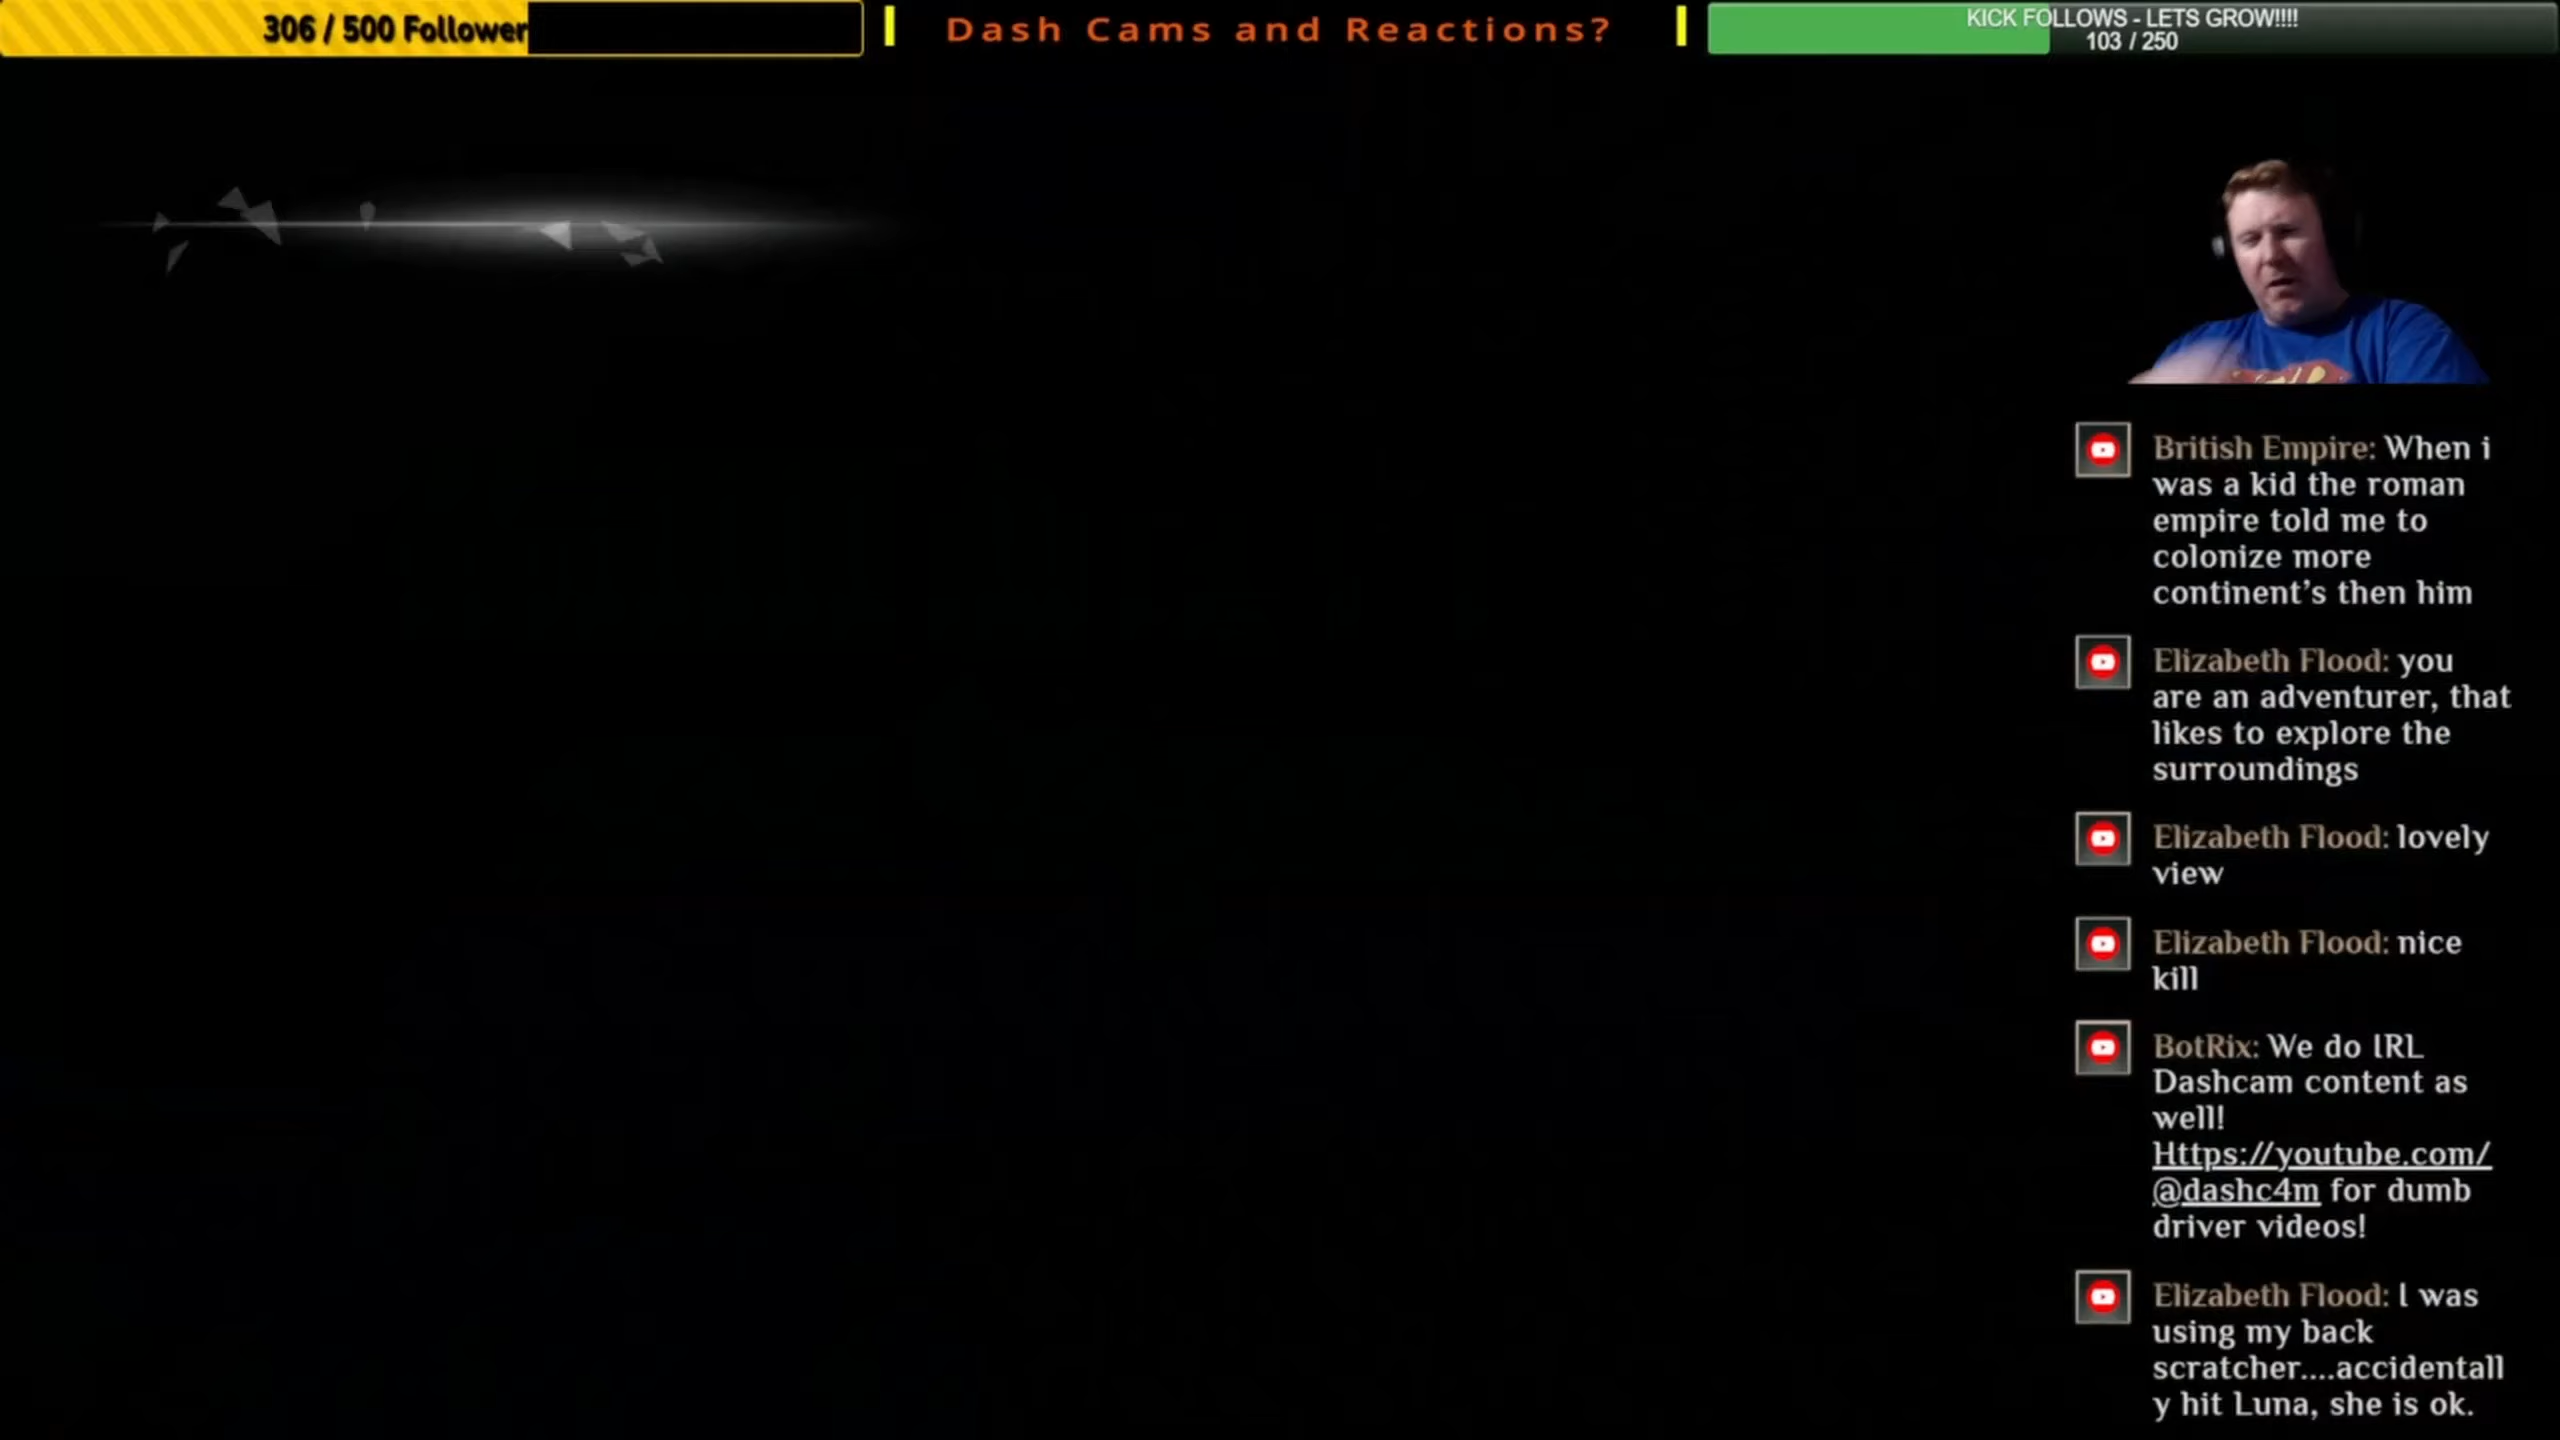 306 / 500 Follower
Dash Cams and Reactions?
KICK FOLLOWS - LETS GROW!!!!
103 / 250
British Empire: When i
was a kid the roman
empire told me to
colonize more
continent's then him
Elizabeth Flood: you
are an adventurer, that
likes to explore the
surroundings
Elizabeth Flood: lovely
view
Elizabeth Flood: nice
kill
BotRix: We do IRL
Dashcam content as
well!
Https://youtube.com/
@dashc4m for dumb
driver videos!
Elizabeth Flood: I was
using my back
scratcher....accidentall
y hit Luna, she is ok.